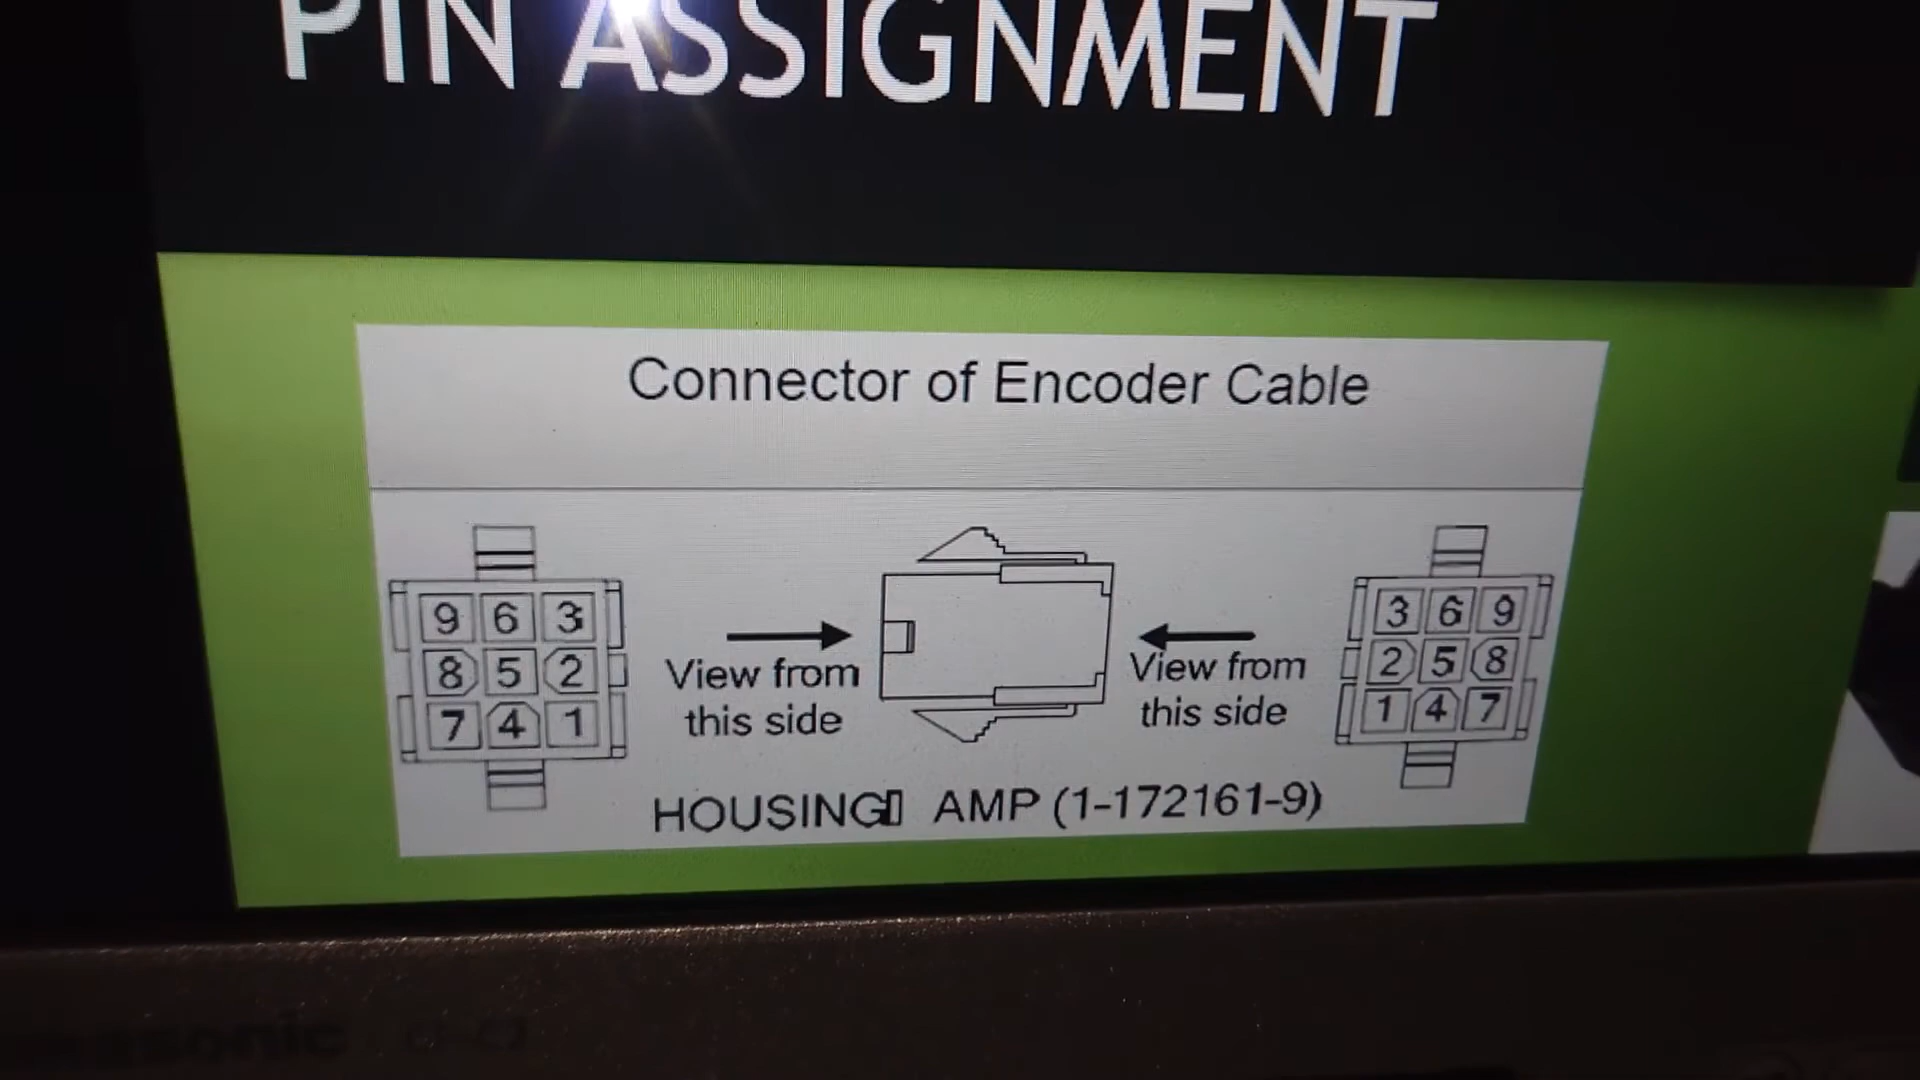 PIN ASSIGNMENT
Connector of Encoder Cable
9 6 3
8 5 2
7 4 1
View from
this side
View from
this side
3 6 9
2 5 8
1 4 7
HOUSING AMP (1-172161-9)